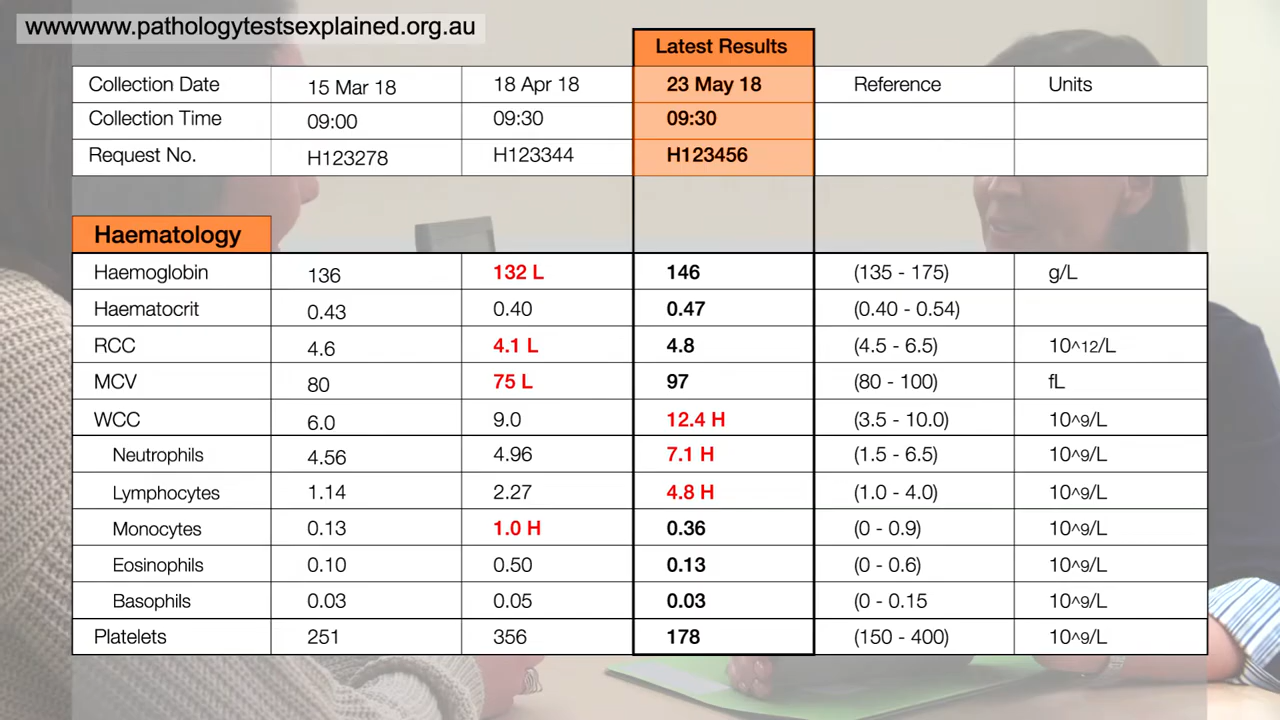 wwwwww.pathologytestsexplained.org.au
Latest Results
Collection Date 15 Mar 18 18 Apr 18 23 May 18 Reference Units
Collection Time 09:00 09:30 09:30
Request No. H123278 H123344 H123456
Haematology
Haemoglobin 136 132 L 146 (135 - 175) g/L
Haematocrit 0.43 0.40 0.47 (0.40 - 0.54)
RCC 4.6 4.1 L 4.8 (4.5 - 6.5) 10^12/L
MCV 80 75 L 97 (80 - 100) fL
WCC 6.0 9.0 12.4 H (3.5 - 10.0) 10^9/L
Neutrophils 4.56 4.96 7.1 H (1.5 - 6.5) 10^9/L
Lymphocytes 1.14 2.27 4.8 H (1.0 - 4.0) 10^9/L
Monocytes 0.13 1.0 H 0.36 (0 - 0.9) 10^9/L
Eosinophils 0.10 0.50 0.13 (0 - 0.6) 10^9/L
Basophils 0.03 0.05 0.03 (0 - 0.15 10^9/L
Platelets 251 356 178 (150 - 400) 10^9/L